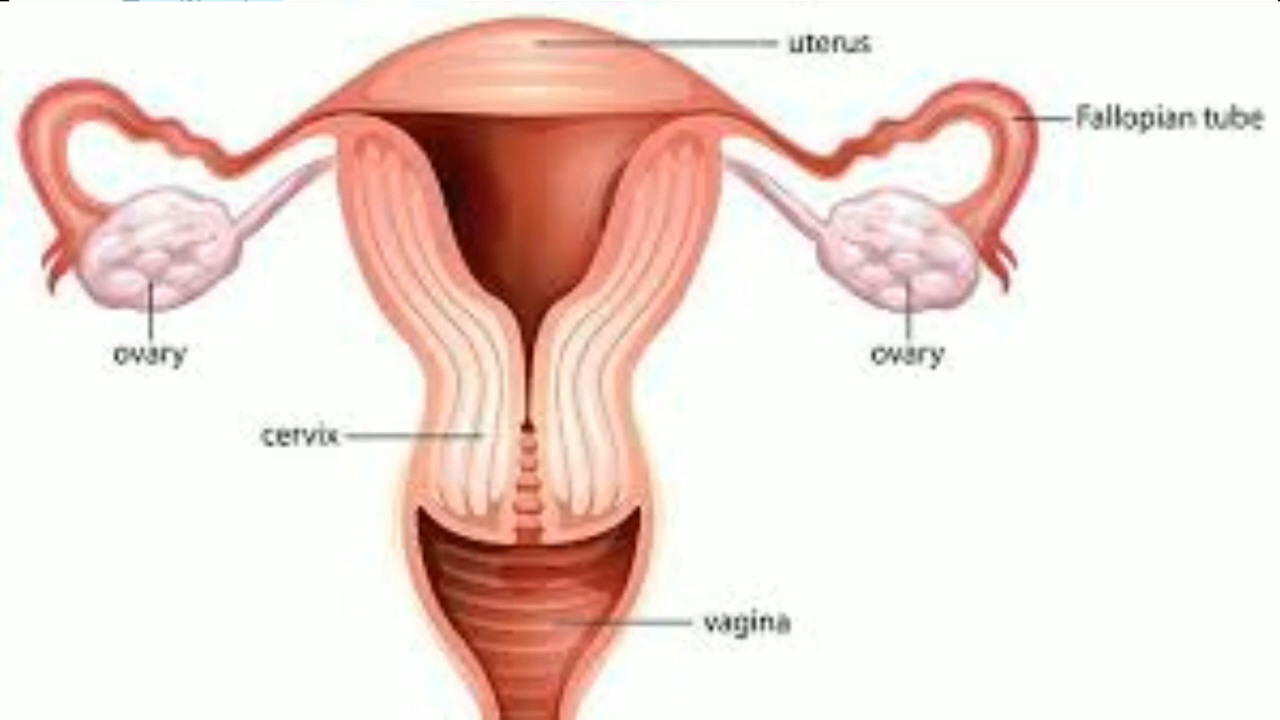 uterus
Fallopian tube
ovary
ovary
cervix
vagina